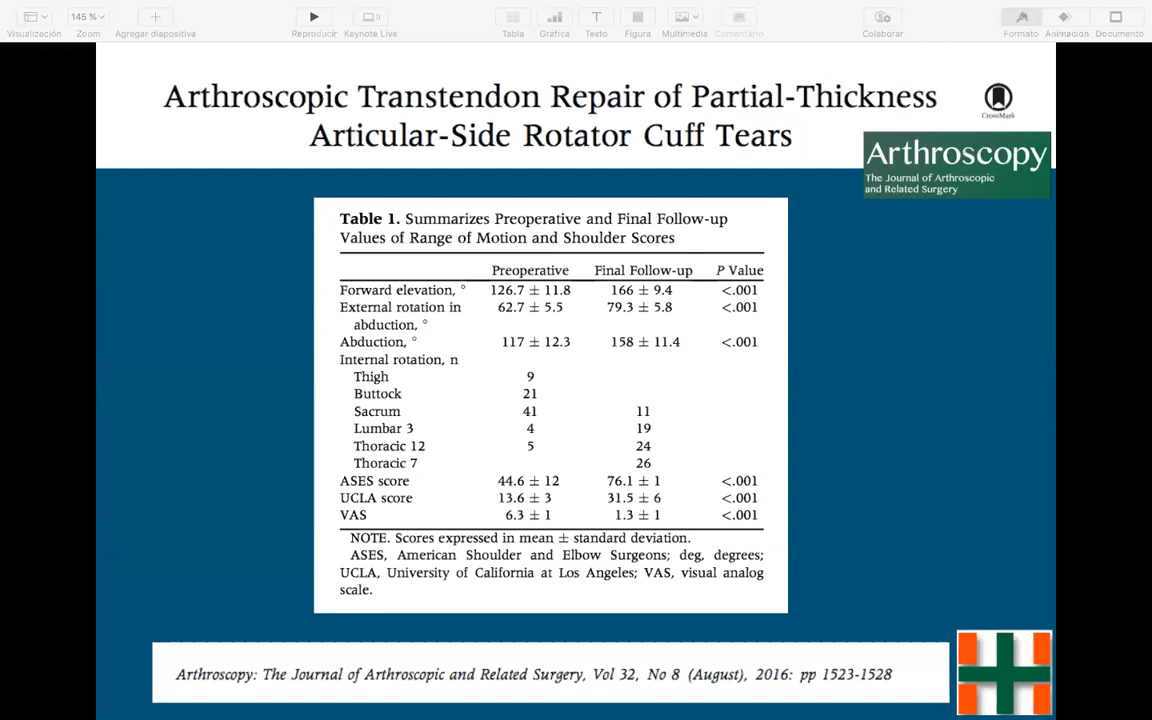 Visualización
145 %
Zoom
Agregar diapositiva
Reproducir
Keynote Live
Tabla
Gráfica
Texto
Figura
Multimedia
Comentario
Colaborar
Formato
Animación
Documento
Arthroscopic Transtendon Repair of Partial-Thickness
Articular-Side Rotator Cuff Tears
CrossMark
Arthroscopy
The Journal of Arthroscopic
and Related Surgery
Table 1. Summarizes Preoperative and Final Follow-up
Values of Range of Motion and Shoulder Scores
Preoperative Final Follow-up P Value
Forward elevation, ° 126.7 ± 11.8 166 ± 9.4 <.001
External rotation in 62.7 ± 5.5 79.3 ± 5.8 <.001
abduction, °
Abduction, ° 117 ± 12.3 158 ± 11.4 <.001
Internal rotation, n
Thigh 9
Buttock 21
Sacrum 41 11
Lumbar 3 4 19
Thoracic 12 5 24
Thoracic 7 26
ASES score 44.6 ± 12 76.1 ± 1 <.001
UCLA score 13.6 ± 3 31.5 ± 6 <.001
VAS 6.3 ± 1 1.3 ± 1 <.001
NOTE. Scores expressed in mean ± standard deviation.
ASES, American Shoulder and Elbow Surgeons; deg, degrees;
UCLA, University of California at Los Angeles; VAS, visual analog
scale.
Arthroscopy: The Journal of Arthroscopic and Related Surgery, Vol 32, No 8 (August), 2016: pp 1523-1528